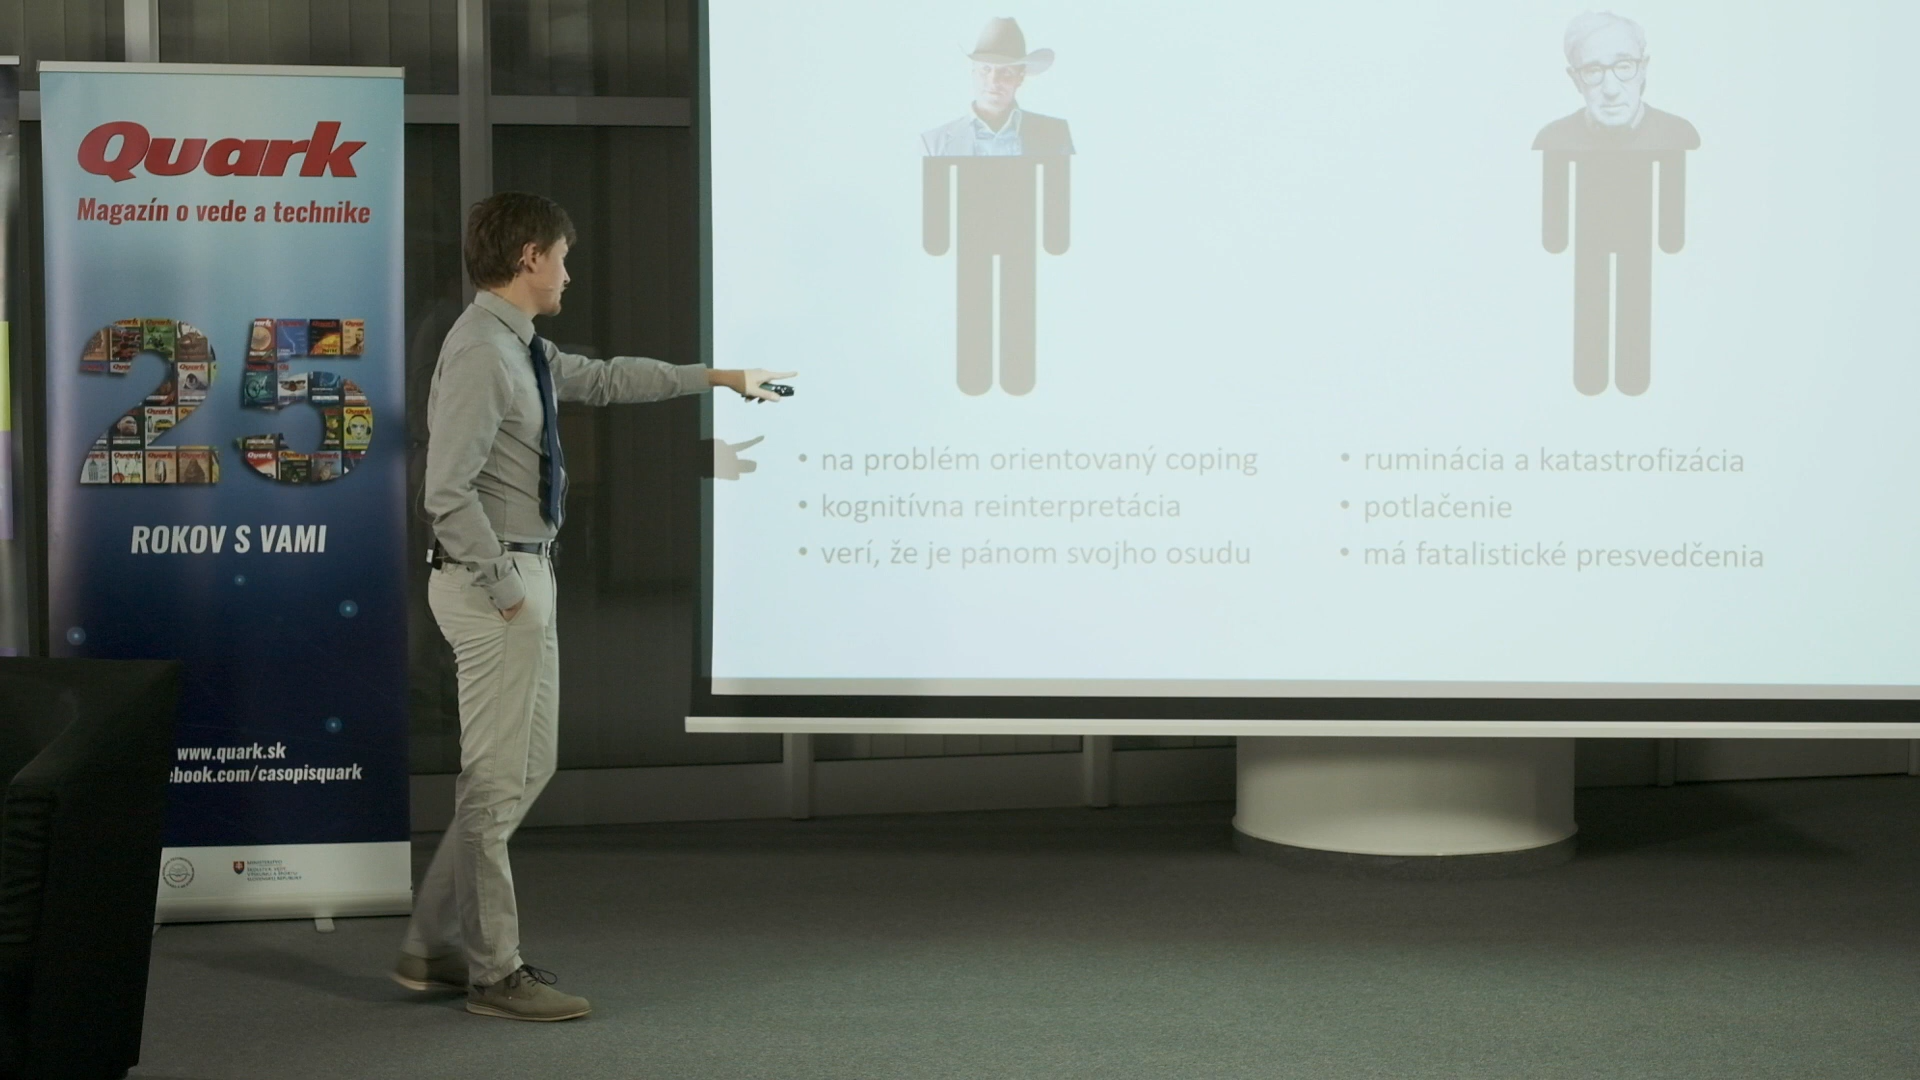 Quark
Magazín o vede a technike
25
ROKOV S VAMI
www.quark.sk
ebook.com/casopisquark
• na problém orientovaný coping
• kognitívna reinterpretácia
• verí, že je pánom svojho osudu
• ruminácia a katastrofizácia
• potlačenie
• má fatalistické presvedčenia